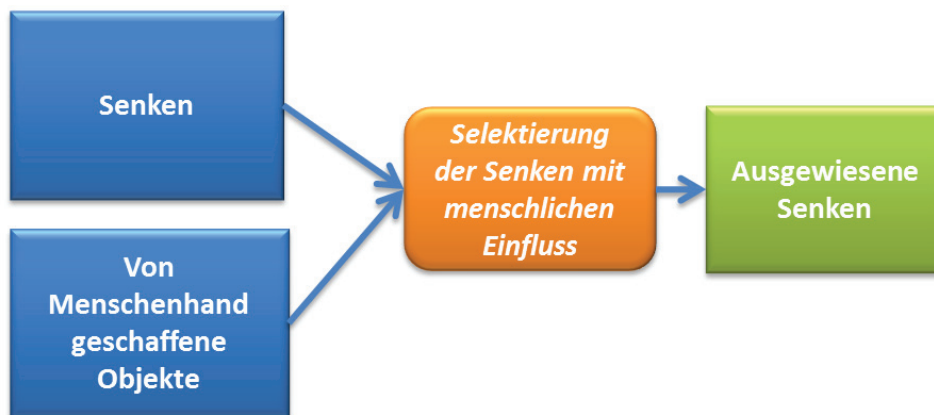 Senken
Von
Menschenhand
geschaffene
Objekte
Selektierung
der Senken mit
menschlichen
Einfluss
Ausgewiesene
Senken